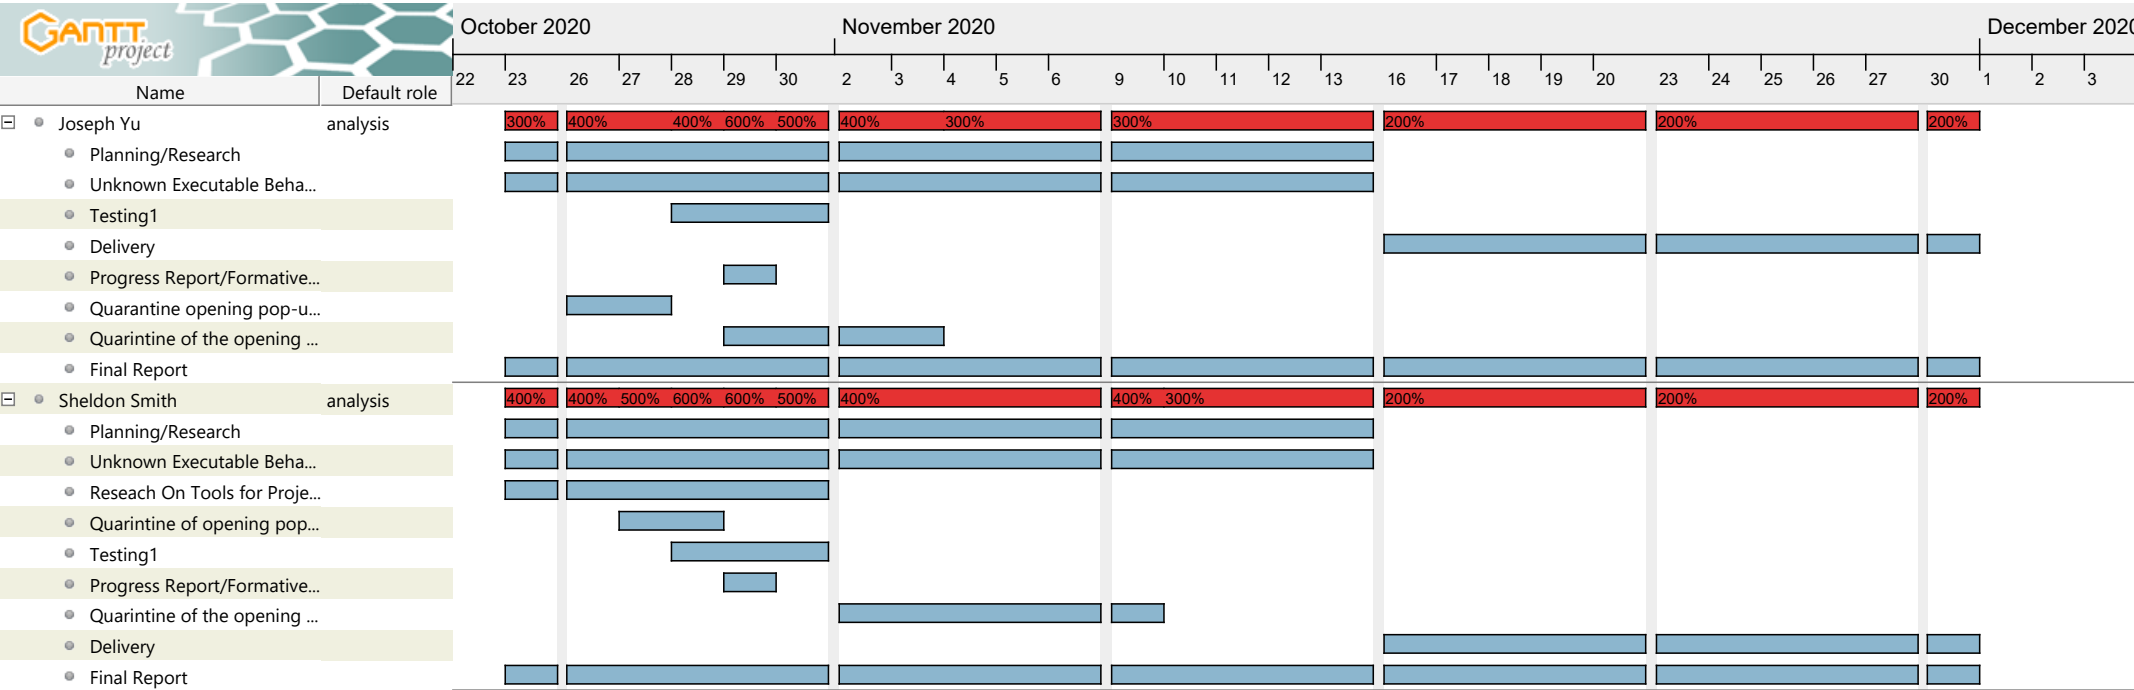 GANTT
project
October 2020 November 2020 December 2020
22 23 26 27 28 29 30 2 3 4 5 6 9 10 11 12 13 16 17 18 19 20 23 24 25 26 27 30 1 2 3
Name Default role
Joseph Yu analysis 300% 400% 400% 600% 500% 400% 300% 300% 200% 200% 200%
Planning/Research
Unknown Executable Beha...
Testing1
Delivery
Progress Report/Formative...
Quarantine opening pop-u...
Quarintine of the opening ...
Final Report
Sheldon Smith analysis 400% 400% 500% 600% 600% 500% 400% 400% 300% 200% 200% 200%
Planning/Research
Unknown Executable Beha...
Reseach On Tools for Proje...
Quarintine of opening pop...
Testing1
Progress Report/Formative...
Quarintine of the opening ...
Delivery
Final Report